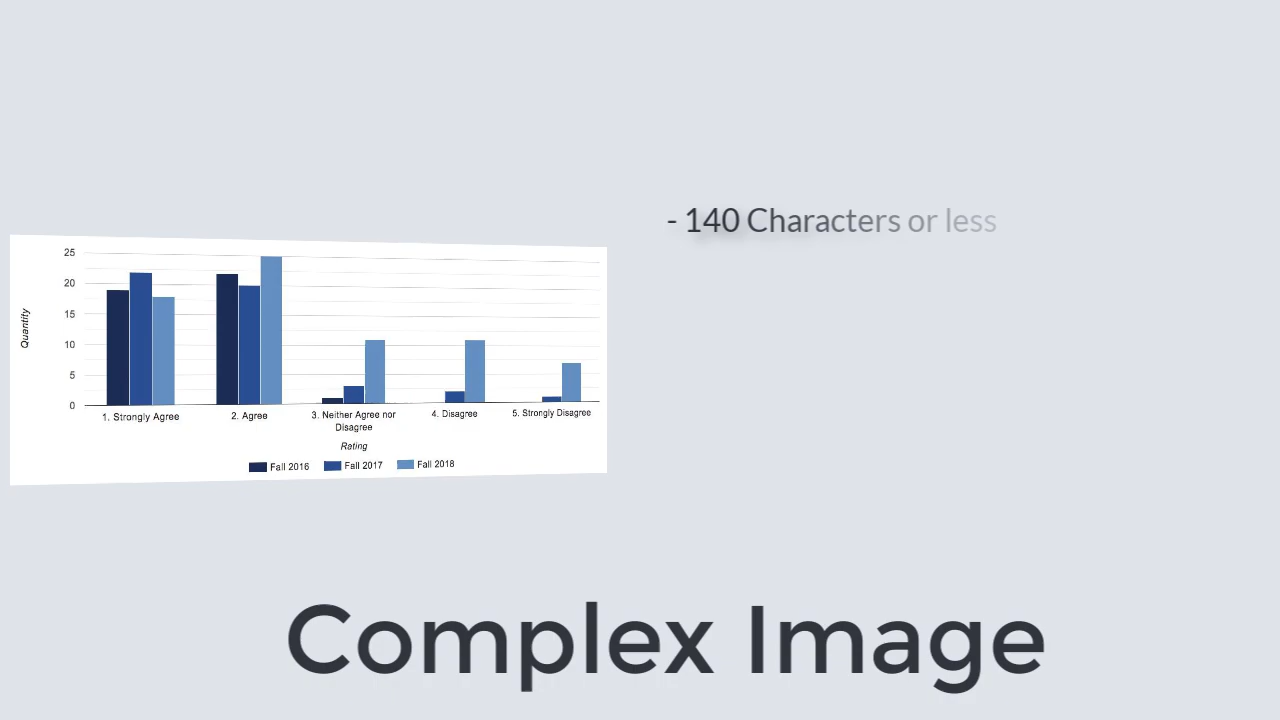 - 140 Characters or less
25
20
15
10
5
0
Quantity
1. Strongly Agree
2. Agree
3. Neither Agree nor
Disagree
4. Disagree
5. Strongly Disagree
Rating
Fall 2016
Fall 2017
Fall 2018
Complex Image